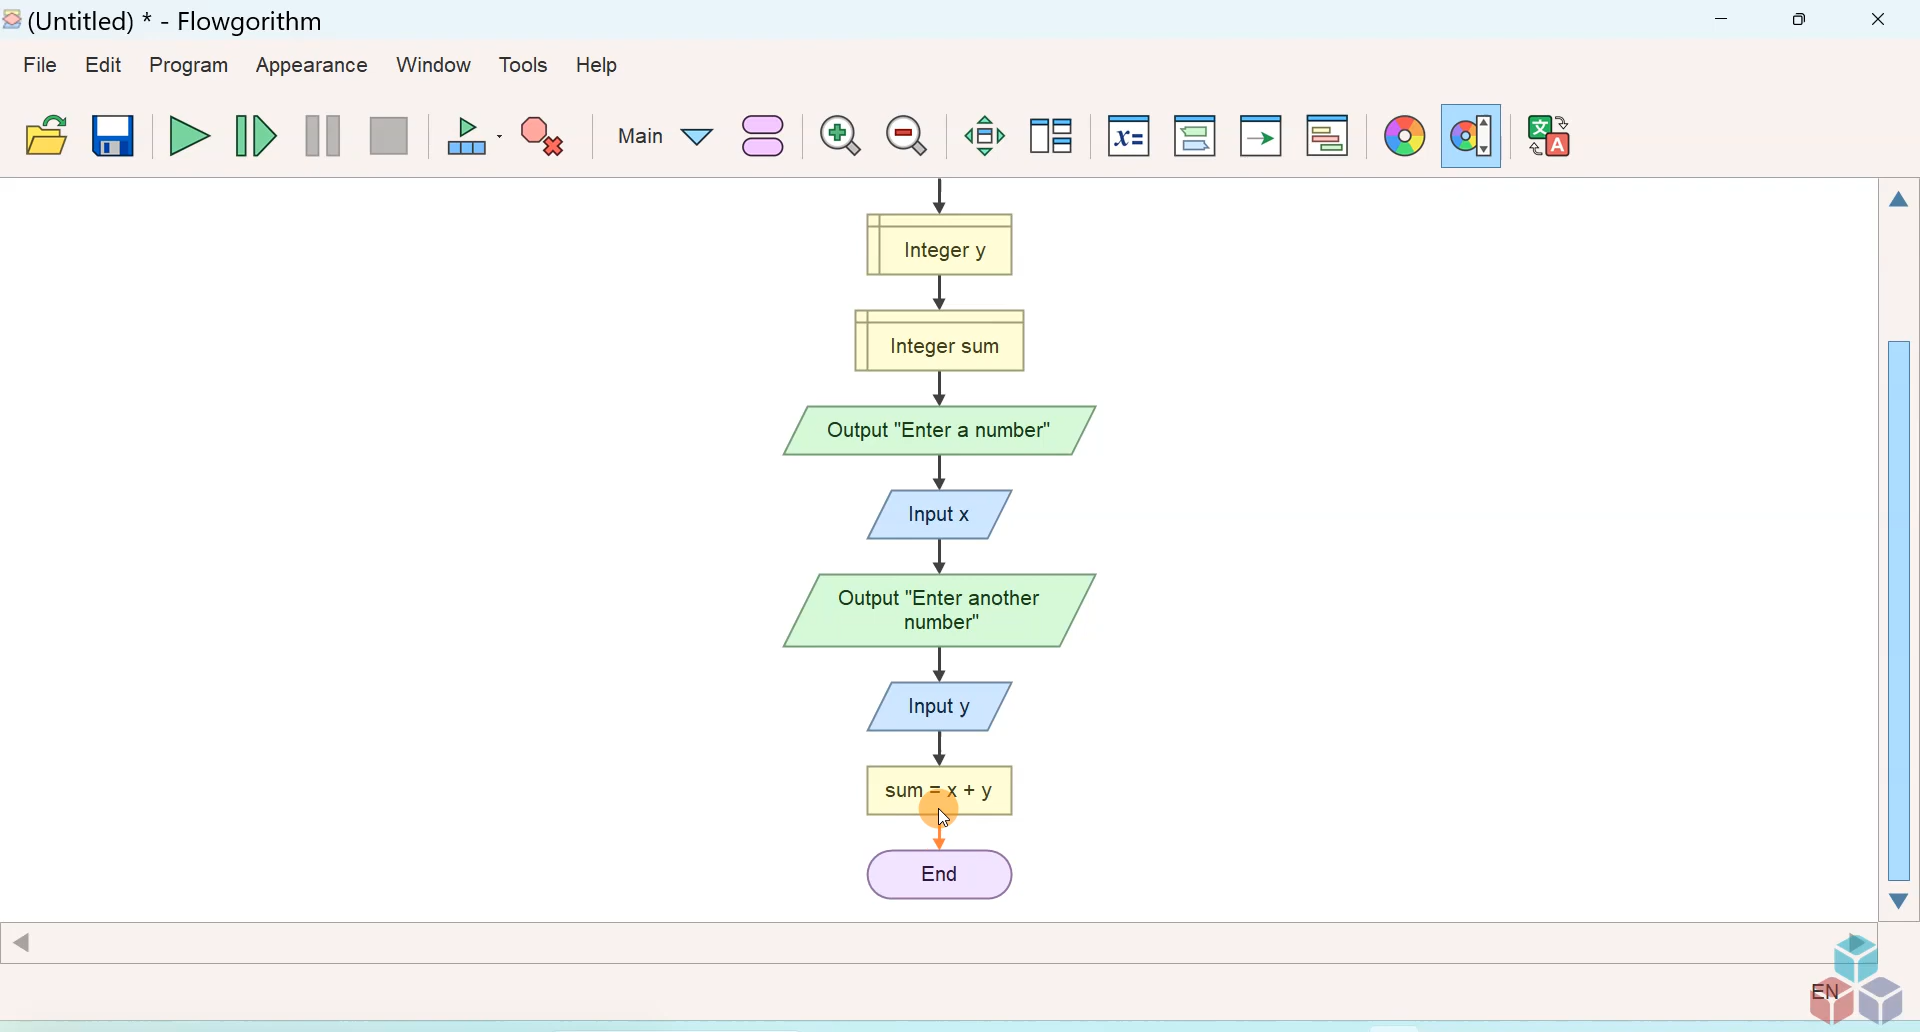 (Untitled) * - Flowgorithm
File Edit Program Appearance Window Tools Help
Main x= 文 A
Integer y
Integer sum
Output "Enter a number"
Input x
Output "Enter another
number"
Input y
sum = x + y
End
EN